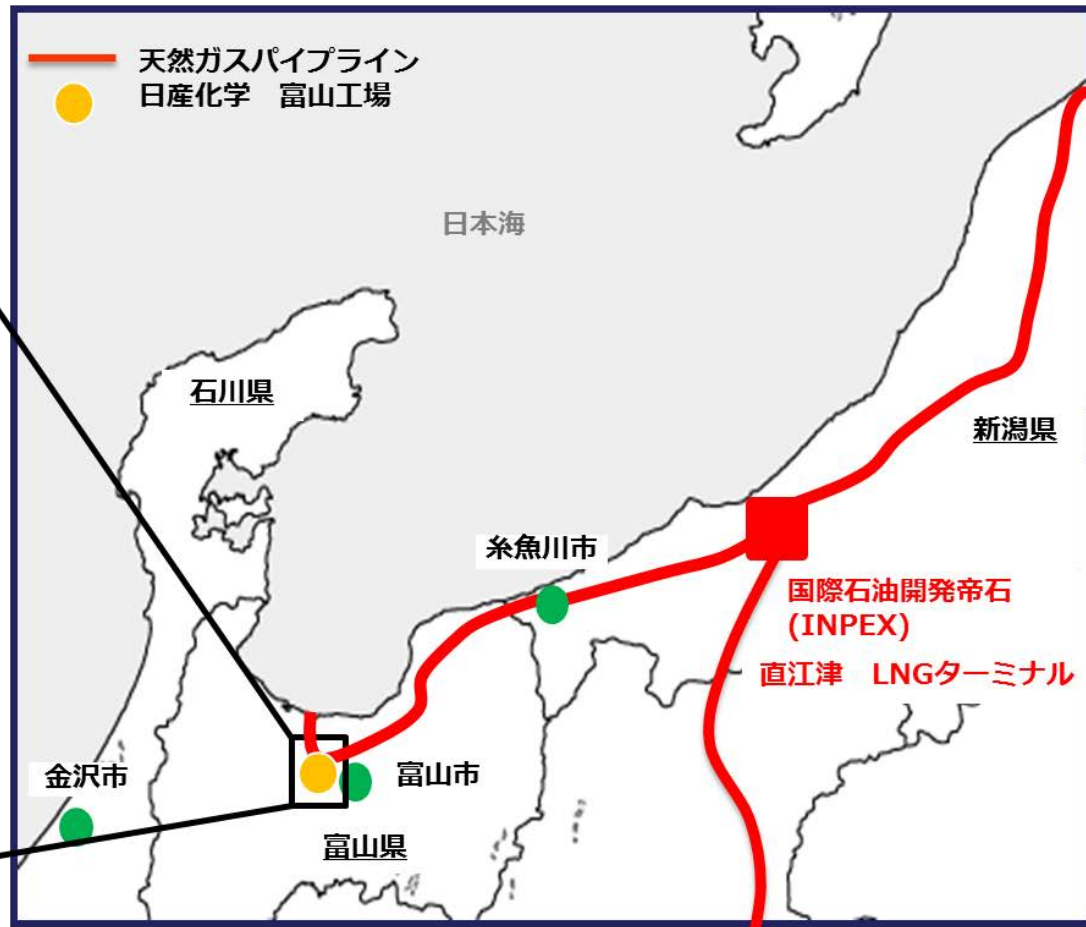 天然ガスパイプライン
日産化学　富山工場
日本海
石川県
新潟県
糸魚川市
国際石油開発帝石
(INPEX)
直江津　LNGターミナル
金沢市
富山市
富山県